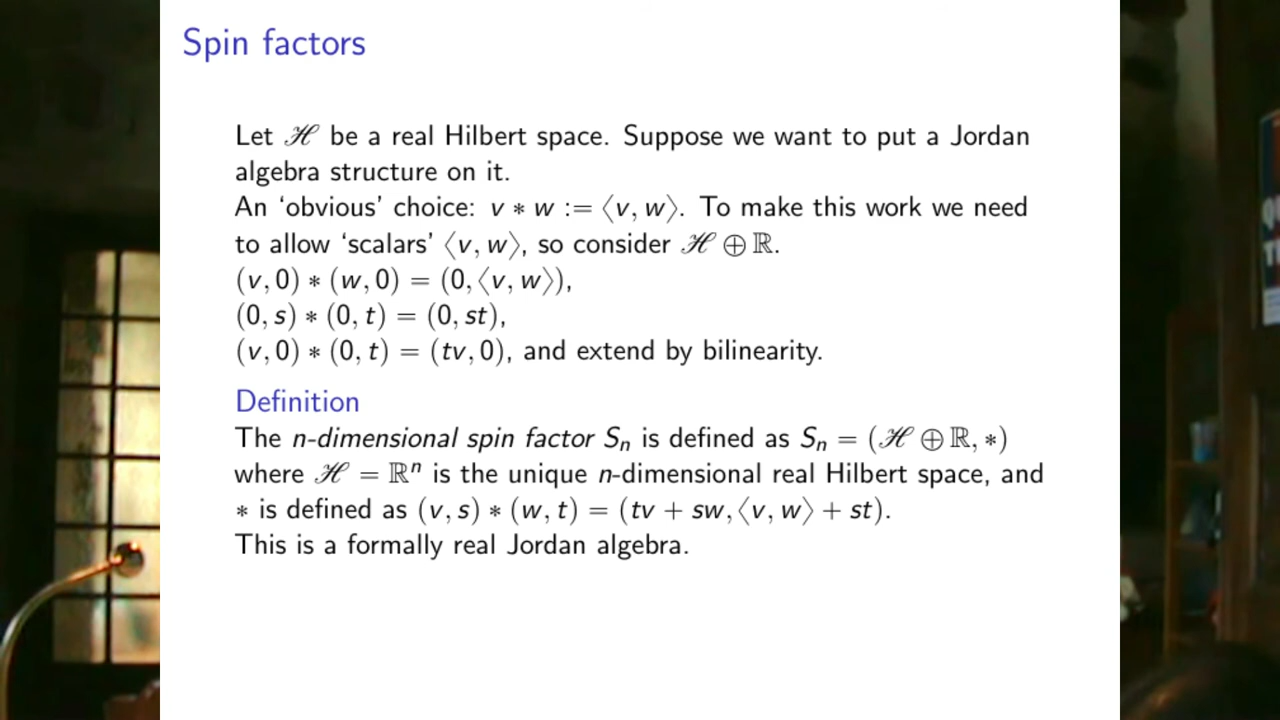 Spin factors
Let ℋ be a real Hilbert space. Suppose we want to put a Jordan
algebra structure on it.
An ‘obvious’ choice: v ∗ w := ⟨v, w⟩. To make this work we need
to allow ‘scalars’ ⟨v, w⟩, so consider ℋ ⊕ ℝ.
(v, 0) ∗ (w, 0) = (0, ⟨v, w⟩),
(0, s) ∗ (0, t) = (0, st),
(v, 0) ∗ (0, t) = (tv, 0), and extend by bilinearity.
Definition
The n-dimensional spin factor Sₙ is defined as Sₙ = (ℋ ⊕ ℝ, ∗)
where ℋ = ℝⁿ is the unique n-dimensional real Hilbert space, and
∗ is defined as (v, s) ∗ (w, t) = (tv + sw, ⟨v, w⟩ + st).
This is a formally real Jordan algebra.